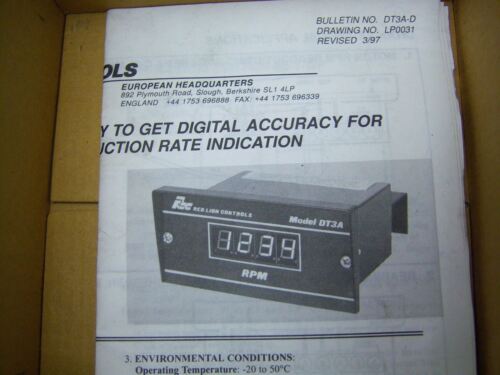 BULLETIN NO. DT3A-D
DRAWING NO. LP0031
REVISED 3/97
OLS
EUROPEAN HEADQUARTERS
892 Plymouth Road, Slough, Berkshire SL1 4LP
ENGLAND +44 1753 696888 FAX: +44 1753 696339
Y TO GET DIGITAL ACCURACY FOR
UCTION RATE INDICATION
RED LION CONTROLS
Model DT3A
1234
RPM
3. ENVIRONMENTAL CONDITIONS:
Operating Temperature: -20 to 50°C